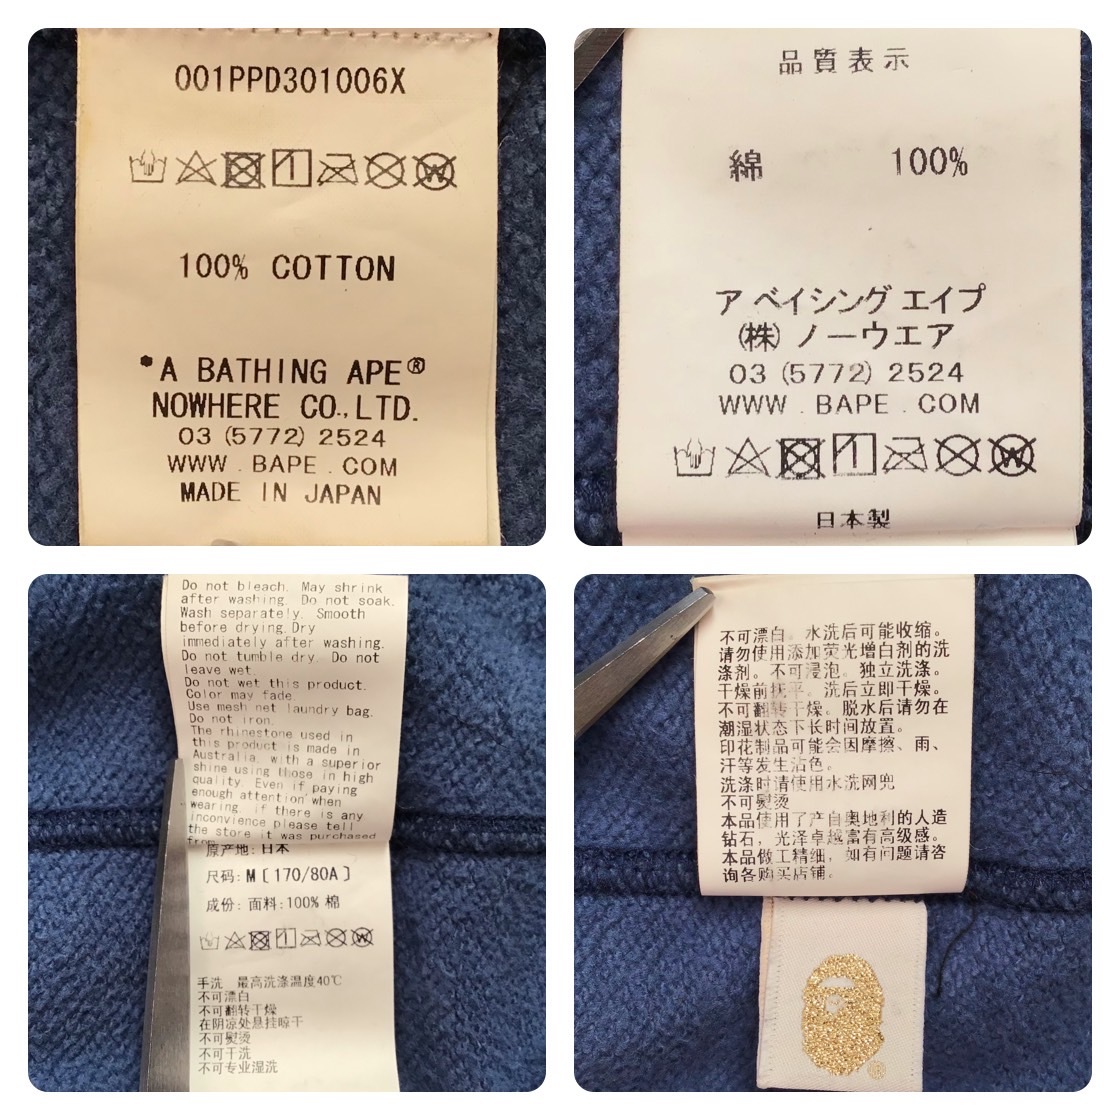 001PPD301006X
100% COTTON
*A BATHING APE®
NOWHERE CO.,LTD.
03 (5772) 2524
WWW . BAPE . COM
MADE IN JAPAN
品質表示
綿 100%
ア ベイシング エイプ
(株) ノーウエア
03 (5772) 2524
WWW . BAPE . COM
日本製
Do not bleach. May shrink
after washing. Do not soak.
Wash separately. Smooth
before drying.Dry
immediately after washing.
Do not tumble dry. Do not
leave wet.
Do not wet this product.
Color may fade.
Use mesh net laundry bag.
Do not iron.
The rhinestone used in
this product is made in
Australia, with a superior
shine using those in high
quality. Even if paying
enough attention when
wearing, if there is any
inconvience please tell
the store it was purchased
from.
原产地: 日本
尺码: M [170/80A]
成份: 面料:100% 棉
手洗 最高洗涤温度40℃
不可漂白
不可翻转干燥
在阴凉处悬挂晾干
不可熨烫
不可干洗
不可专业湿洗
不可漂白。水洗后可能收缩。
请勿使用添加荧光增白剂的洗
涤剂。不可浸泡。独立洗涤。
干燥前抚平。洗后立即干燥。
不可翻转干燥。脱水后请勿在
潮湿状态下长时间放置。
印花制品可能会因摩擦、雨、
汗等发生沾色。
洗涤时请使用水洗网兜
不可熨烫
本品使用了产自奥地利的人造
钻石，光泽卓越富有高级感。
本品做工精细，如有问题请咨
询各购买店铺。
®